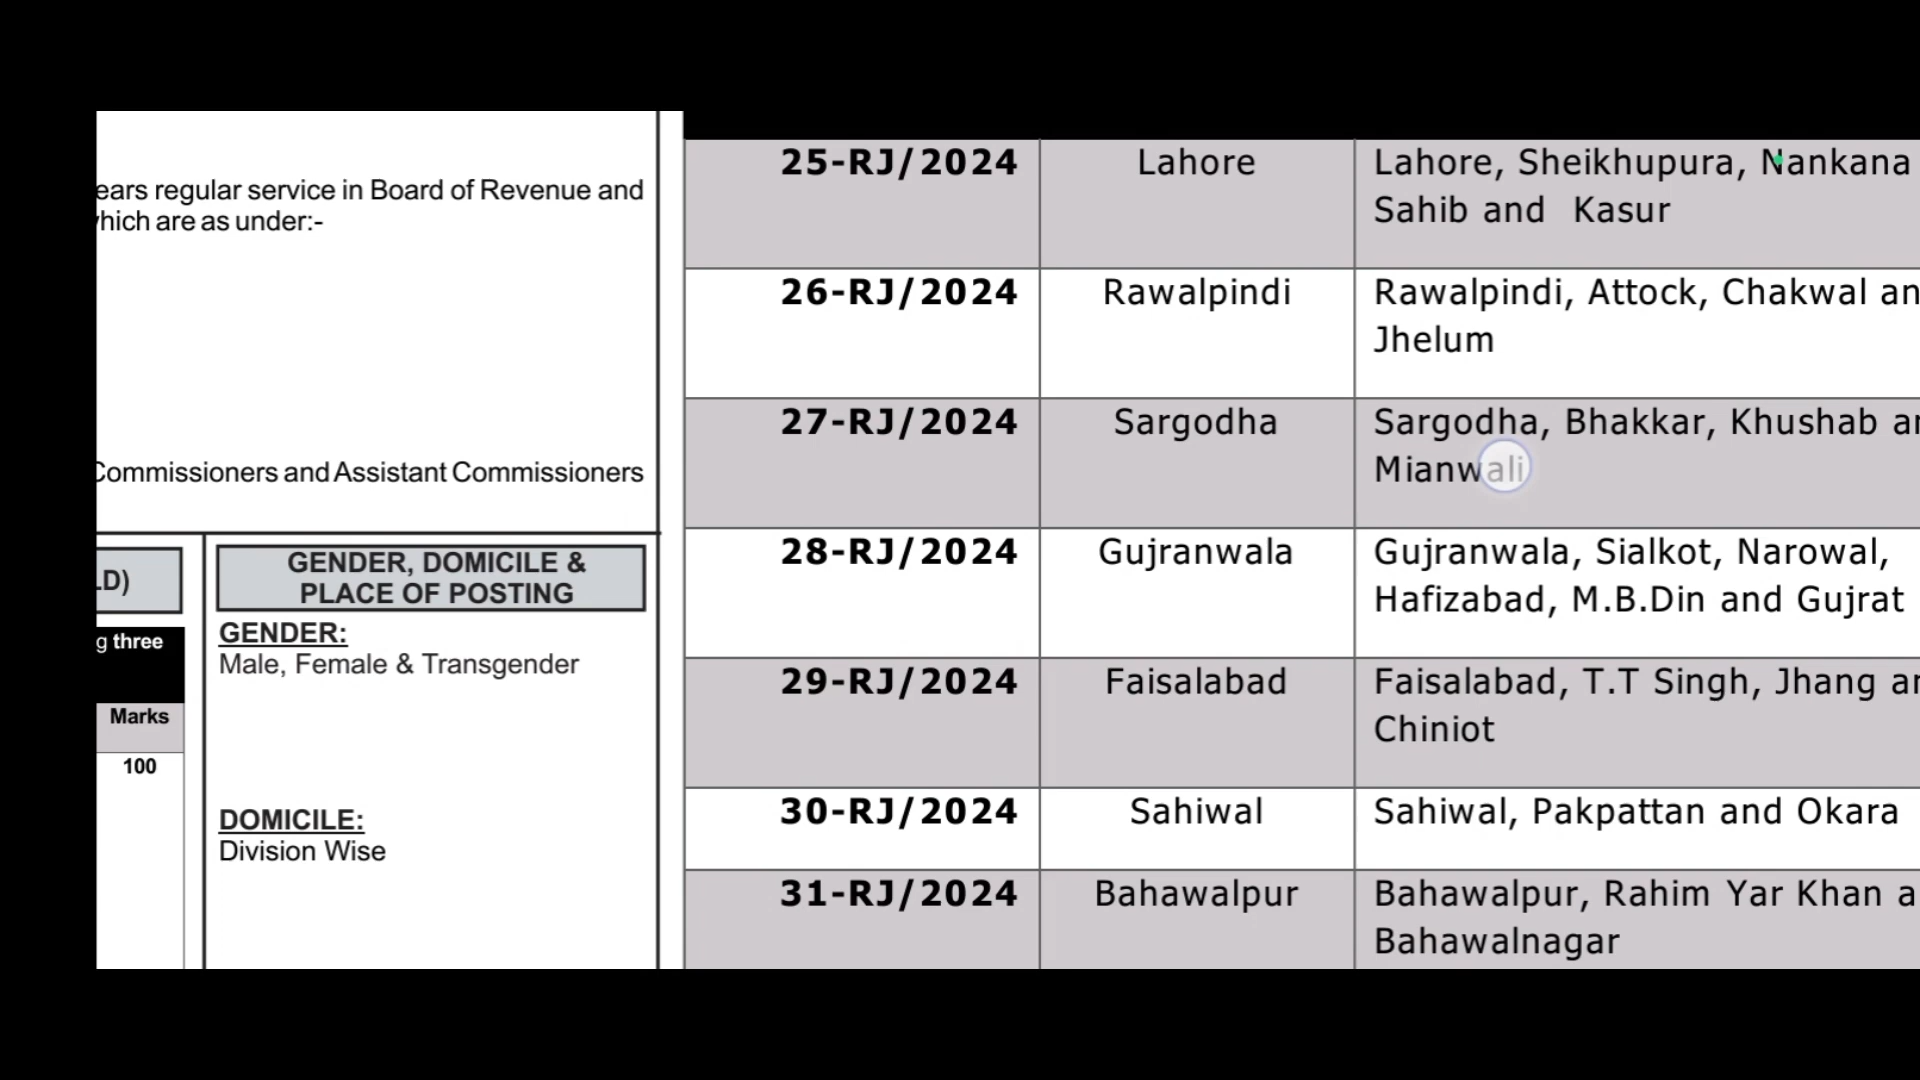 ears regular service in Board of Revenue and
which are as under:-
Commissioners and Assistant Commissioners
LD)
g three
Marks
100
GENDER, DOMICILE &
PLACE OF POSTING
GENDER:
Male, Female & Transgender
DOMICILE:
Division Wise
25-RJ/2024 Lahore Lahore, Sheikhupura, Nankana
Sahib and Kasur
26-RJ/2024 Rawalpindi Rawalpindi, Attock, Chakwal an
Jhelum
27-RJ/2024 Sargodha Sargodha, Bhakkar, Khushab an
Mianwali
28-RJ/2024 Gujranwala Gujranwala, Sialkot, Narowal,
Hafizabad, M.B.Din and Gujrat
29-RJ/2024 Faisalabad Faisalabad, T.T Singh, Jhang an
Chiniot
30-RJ/2024 Sahiwal Sahiwal, Pakpattan and Okara
31-RJ/2024 Bahawalpur Bahawalpur, Rahim Yar Khan a
Bahawalnagar